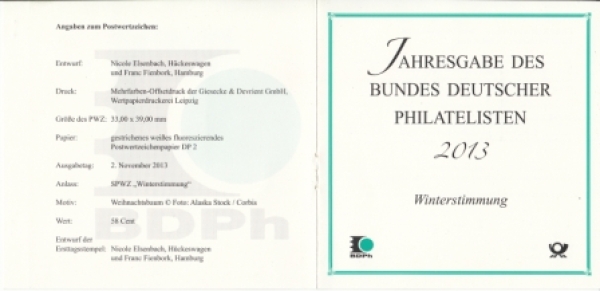 Angaben zum Postwertzeichen:
Entwurf: Nicole Elsenbach, Hückeswagen
und Franc Fienbork, Hamburg
Druck: Mehrfarben-Offsetdruck der Giesecke & Devrient GmbH,
Wertpapierdruckerei Leipzig
Größe des PWZ: 33,00 x 39,00 mm
Papier: gestrichenes weißes fluoreszierendes
Postwertzeichenpapier DP 2
Ausgabetag: 2. November 2013
Anlass: SPWZ „Winterstimmung"
Motiv: Weihnachtsbaum © Foto: Alaska Stock / Corbis
Wert: 58 Cent
Entwurf der
Ersttagsstempel: Nicole Elsenbach, Hückeswagen
und Franc Fienbork, Hamburg
BDPh
JAHRESGABE DES
BUNDES DEUTSCHER
PHILATELISTEN
2013
Winterstimmung
BDPh